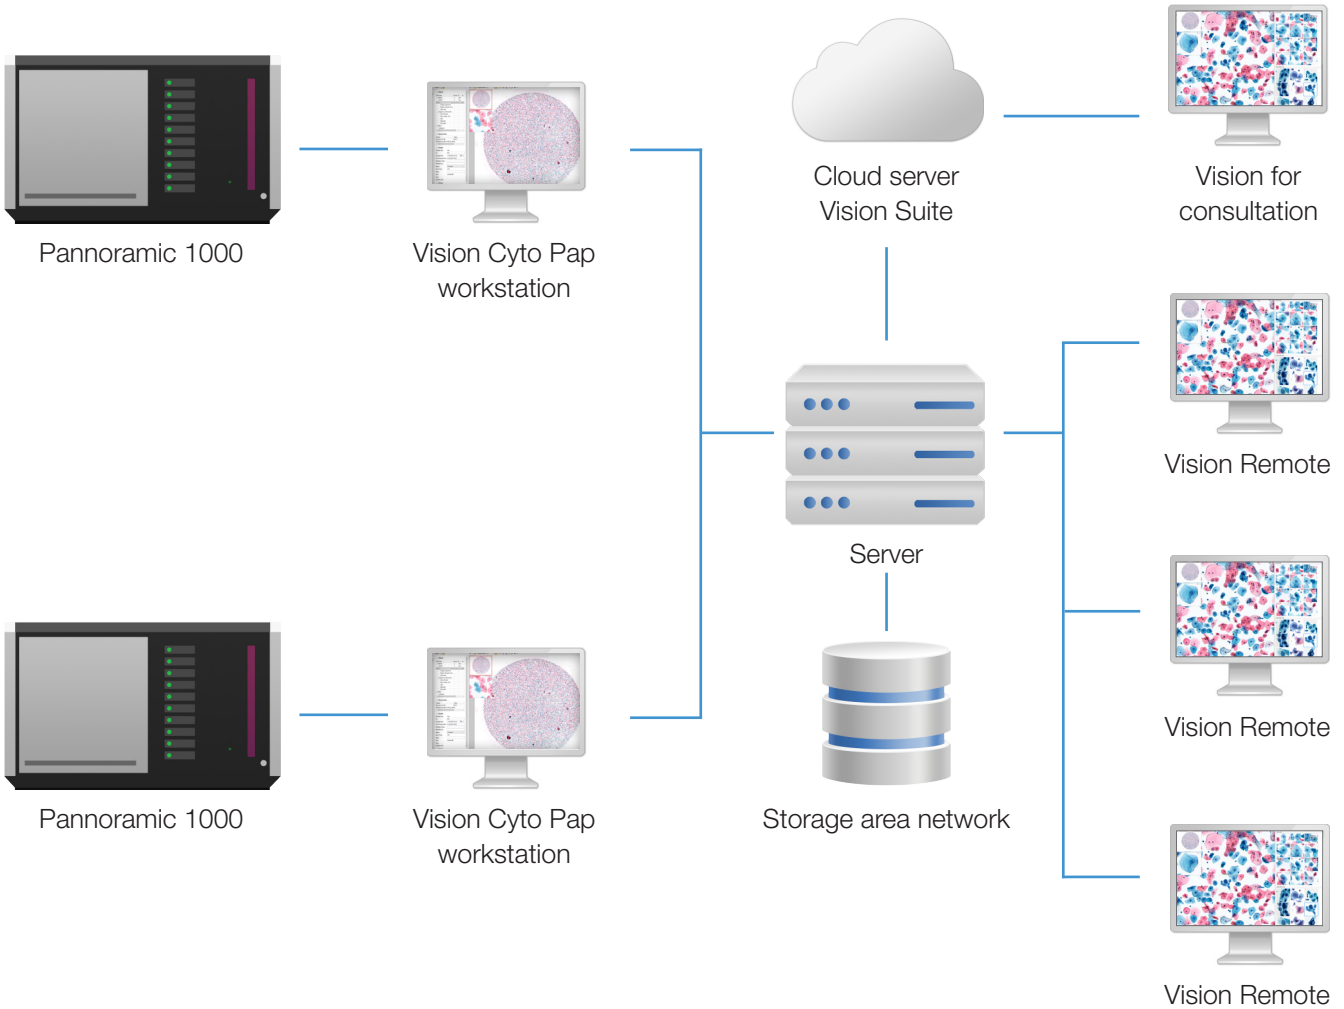 Pannoramic 1000
Vision Cyto Pap
workstation
Cloud server
Vision Suite
Vision for
consultation
Vision Remote
Server
Vision Remote
Pannoramic 1000
Vision Cyto Pap
workstation
Storage area network
Vision Remote